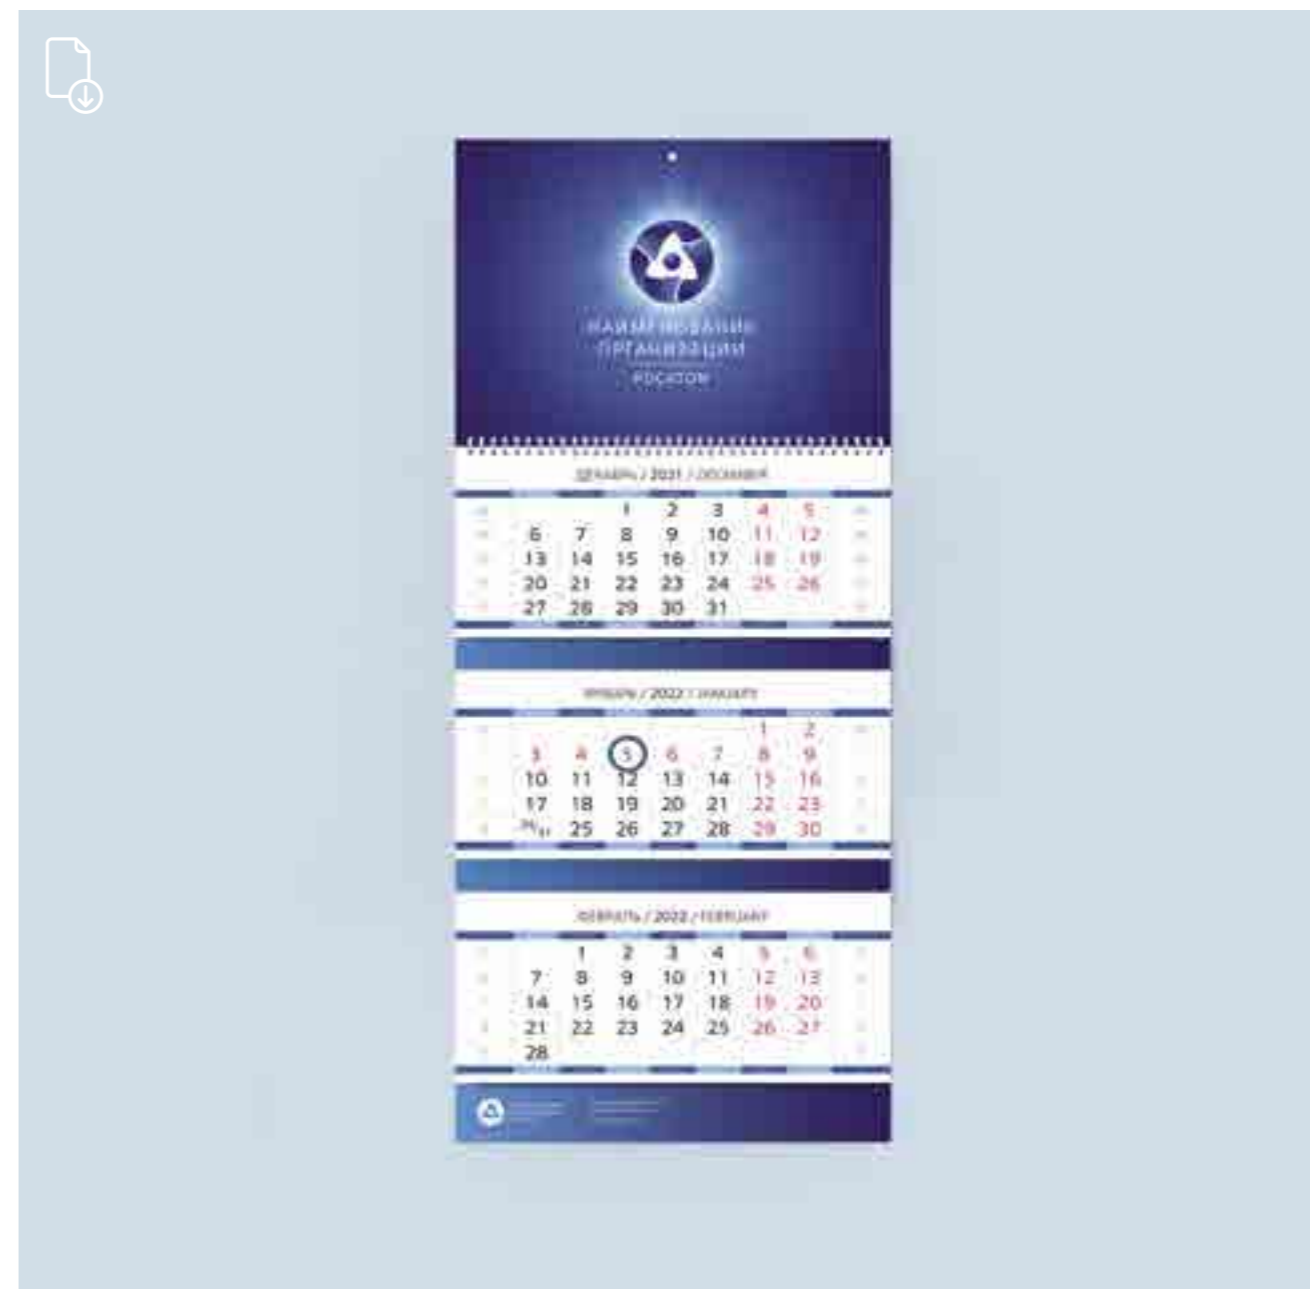 НАИМЕНОВАНИЕ
ОРГАНИЗАЦИИ
РОСАТОМ
ДЕКАБРЬ / 2021 / DECEMBER
1 2 3 4 5
6 7 8 9 10 11 12
13 14 15 16 17 18 19
20 21 22 23 24 25 26
27 28 29 30 31
ЯНВАРЬ / 2022 / JANUARY
1 2
3 4 5 6 7 8 9
10 11 12 13 14 15 16
17 18 19 20 21 22 23
24/31 25 26 27 28 29 30
ФЕВРАЛЬ / 2022 / FEBRUARY
1 2 3 4 5 6
7 8 9 10 11 12 13
14 15 16 17 18 19 20
21 22 23 24 25 26 27
28